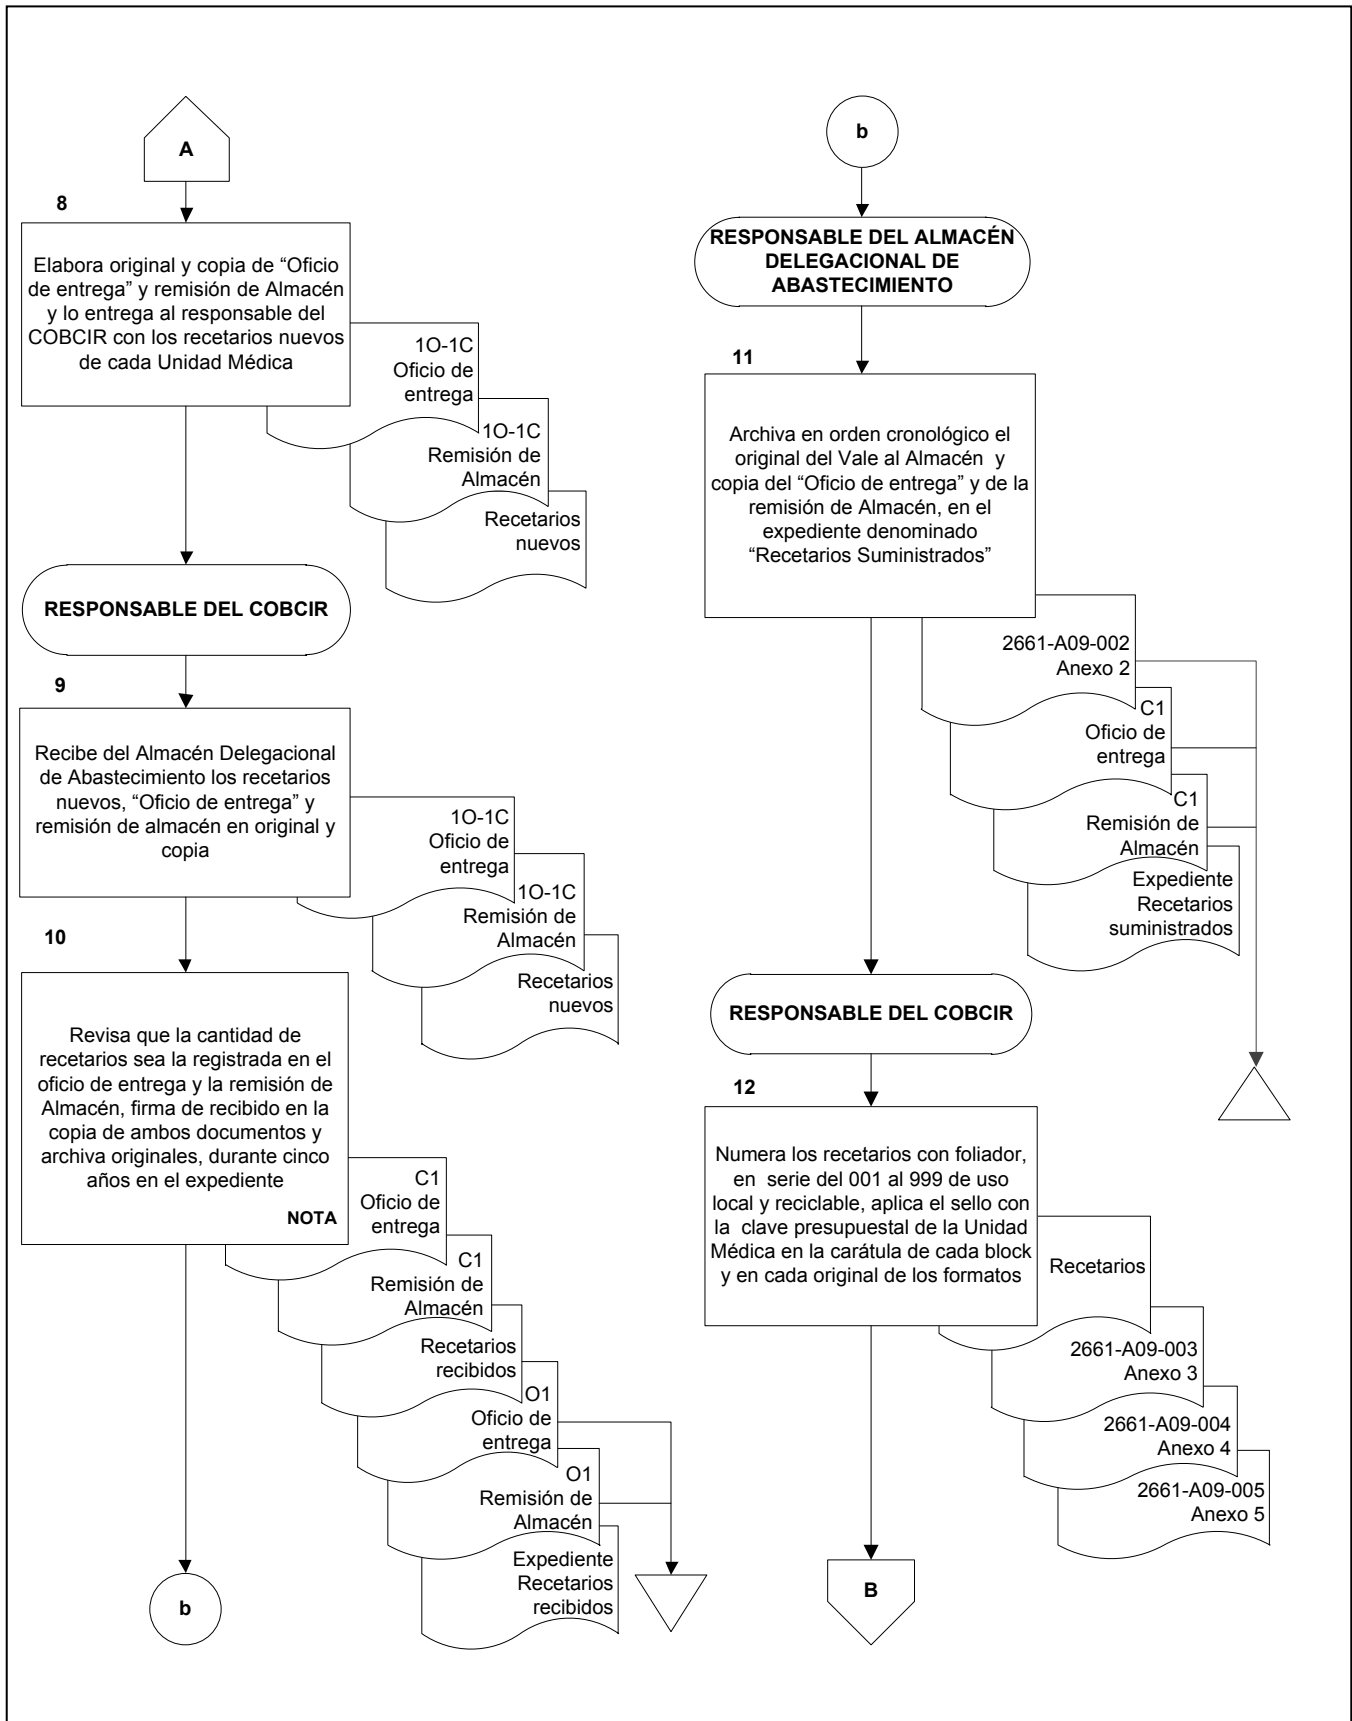 A
8
Elabora original y copia de “Oficio
de entrega” y remisión de Almacén
y lo entrega al responsable del
COBCIR con los recetarios nuevos
de cada Unidad Médica
1O-1C
Oficio de
entrega
1O-1C
Remisión de
Almacén
Recetarios
nuevos
RESPONSABLE DEL COBCIR
9
Recibe del Almacén Delegacional
de Abastecimiento los recetarios
nuevos, “Oficio de entrega” y
remisión de almacén en original y
copia
1O-1C
Oficio de
entrega
1O-1C
Remisión de
Almacén
Recetarios
nuevos
10
Revisa que la cantidad de
recetarios sea la registrada en el
oficio de entrega y la remisión de
Almacén, firma de recibido en la
copia de ambos documentos y
archiva originales, durante cinco
años en el expediente
NOTA
C1
Oficio de
entrega
C1
Remisión de
Almacén
Recetarios
recibidos
O1
Oficio de
entrega
O1
Remisión de
Almacén
Expediente
Recetarios
recibidos
b
b
RESPONSABLE DEL ALMACÉN
DELEGACIONAL DE
ABASTECIMIENTO
11
Archiva en orden cronológico el
original del Vale al Almacén y
copia del “Oficio de entrega” y de la
remisión de Almacén, en el
expediente denominado
“Recetarios Suministrados”
2661-A09-002
Anexo 2
C1
Oficio de
entrega
C1
Remisión de
Almacén
Expediente
Recetarios
suministrados
RESPONSABLE DEL COBCIR
12
Numera los recetarios con foliador,
en serie del 001 al 999 de uso
local y reciclable, aplica el sello con
la clave presupuestal de la Unidad
Médica en la carátula de cada block
y en cada original de los formatos
Recetarios
2661-A09-003
Anexo 3
2661-A09-004
Anexo 4
2661-A09-005
Anexo 5
B